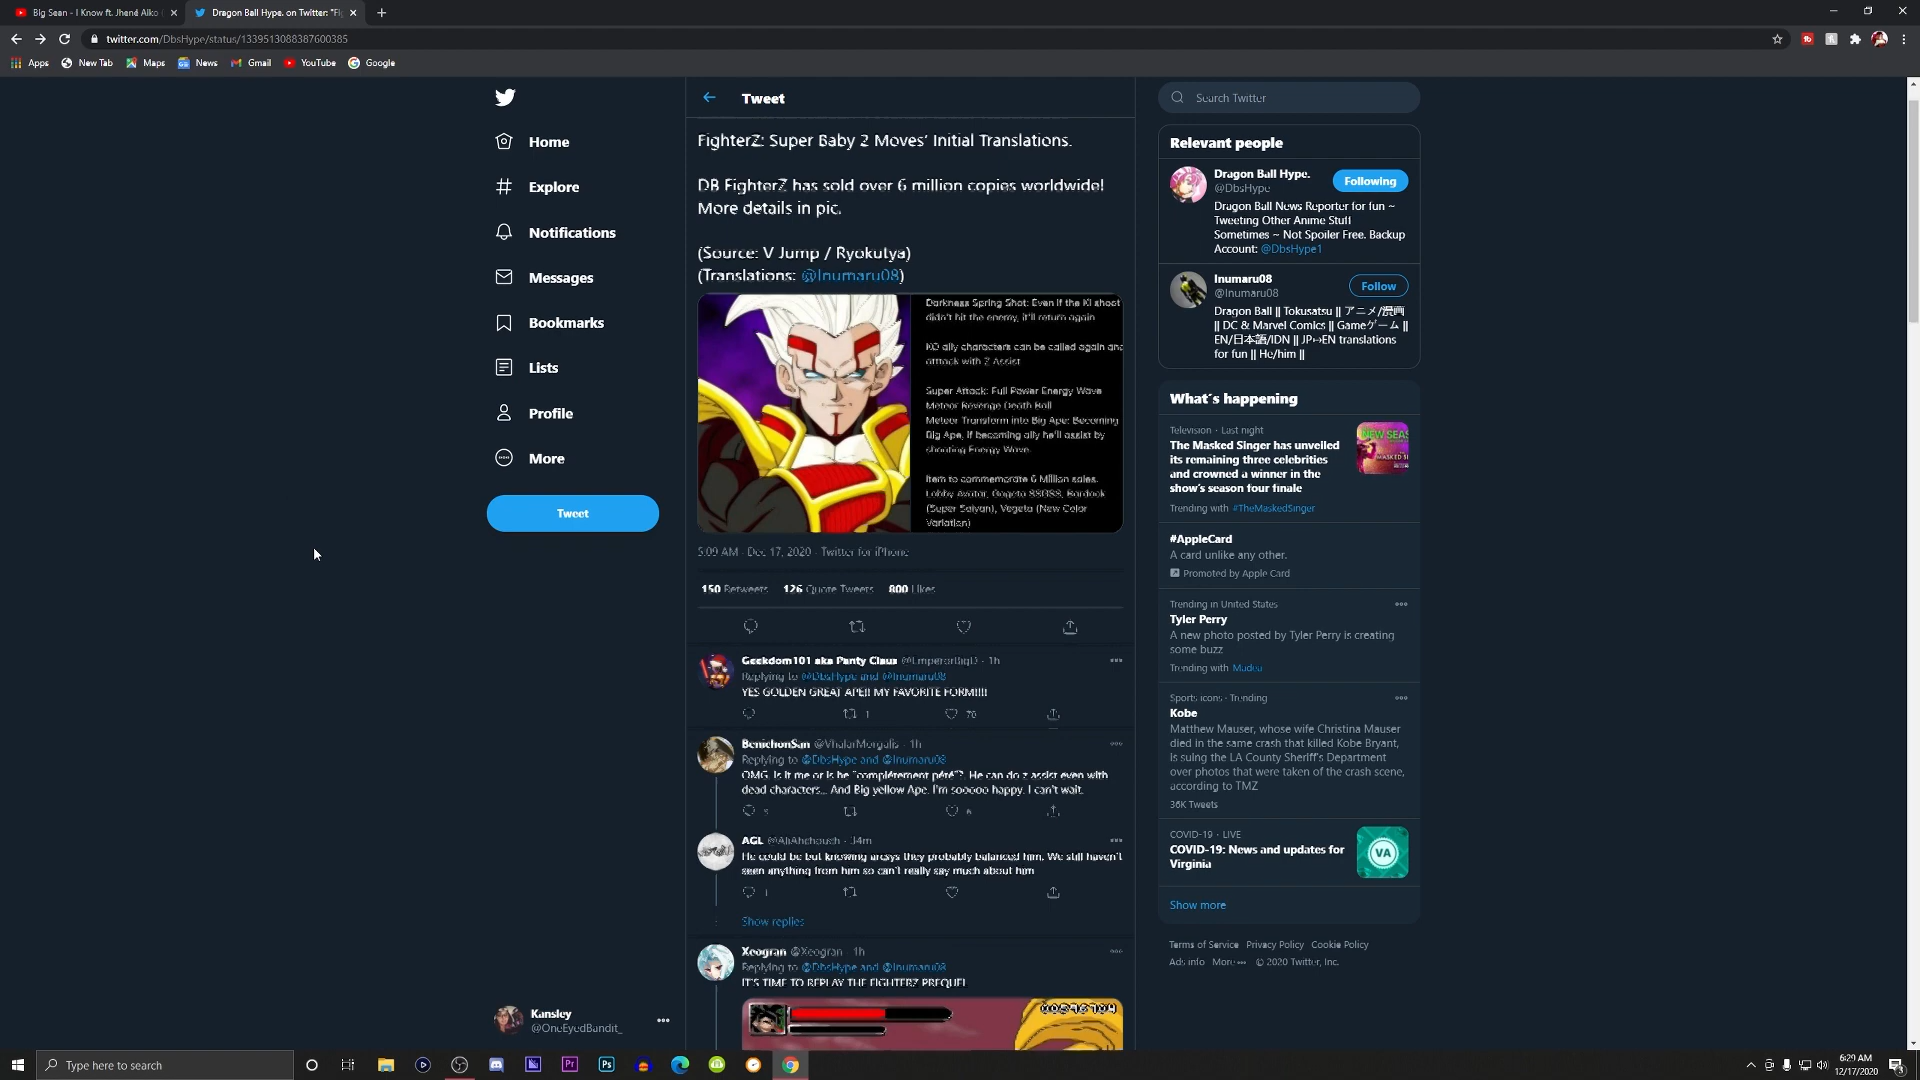 Big Sean - I Know ft. Jhené Aiko
Dragon Ball Hype. on Twitter: "Fi
twitter.com/DbsHype/status/1339513088387600385
Apps
New Tab
Maps
News
Gmail
YouTube
Google
Home
Explore
Notifications
Messages
Bookmarks
Lists
Profile
More
Tweet
Kansley
@OneEyedBandit_
Tweet
FighterZ: Super Baby 2 Moves' Initial Translations.
DB FighterZ has sold over 6 million copies worldwide!
More details in pic.
(Source: V Jump / Ryokutya)
(Translations: @Inumaru08)
Darkness Spring Shot: Even if the Ki shoot
didn't hit the enemy, it'll return again
KO ally characters can be called again and
atttack with Z Assist
Super Attack: Full Power Energy Wave
Meteor Revenge Death Ball
Meteor Transform into Big Ape: Becoming
Big Ape, if becoming ally he'll assist by
shooting Energy Wave.
Item to commemorate 6 Million sales.
Lobby Avatar, Gogeta SSGSS, Bardock
(Super Saiyan), Vegeta (New Color
Variation)
5:09 AM · Dec 17, 2020 · Twitter for iPhone
150 Retweets 126 Quote Tweets 800 Likes
Geekdom101 aka Panty Claus @EmperorBigD · 1h
Replying to @DbsHype and @Inumaru08
YES GOLDEN GREAT APE!! MY FAVORITE FORM!!!!
1
70
BenichonSan @VhalarMorgalis · 1h
Replying to @DbsHype and @Inumaru08
OMG. Is it me or is he "complétement pété"?. He can do z assist even with
dead characters... And Big yellow Ape. I'm sooooo happy. I can't wait.
6
AGL · 34m
He could be but knowing arcsys they probably balanced him. We still haven't
seen anything from him so can't really say much about him
1
Show replies
Xeogran @Xeogran · 1h
Replying to @DbsHype and @Inumaru08
IT'S TIME TO REPLAY THE FIGHTERZ PREQUEL
Search Twitter
Relevant people
Dragon Ball Hype.
@DbsHype
Following
Dragon Ball News Reporter for fun ~
Tweeting Other Anime Stuff
Sometimes ~ Not Spoiler Free. Backup
Account: @DbsHype1
Inumaru08
@Inumaru08
Follow
Dragon Ball || Tokusatsu || アニメ/漫画
|| DC & Marvel Comics || Gameゲーム ||
EN/日本語/IDN || JP↔EN translations
for fun || He/him ||
What's happening
Television · Last night
The Masked Singer has unveiled
its remaining three celebrities
and crowned a winner in the
show's season four finale
Trending with #TheMaskedSinger
NEW SEAS
MASKED SI
#AppleCard
A card unlike any other.
Promoted by Apple Card
Trending in United States
Tyler Perry
A new photo posted by Tyler Perry is creating
some buzz
Trending with Madea
Sports icons · Trending
Kobe
Matthew Mauser, whose wife Christina Mauser
died in the same crash that killed Kobe Bryant,
is suing the LA County Sheriff's Department
over photos that were taken of the crash scene,
according to TMZ
36K Tweets
COVID-19 · LIVE
COVID-19: News and updates for
Virginia
VA
Show more
Terms of Service Privacy Policy Cookie Policy
Ads info More ••• © 2020 Twitter, Inc.
Type here to search
6:29 AM
12/17/2020